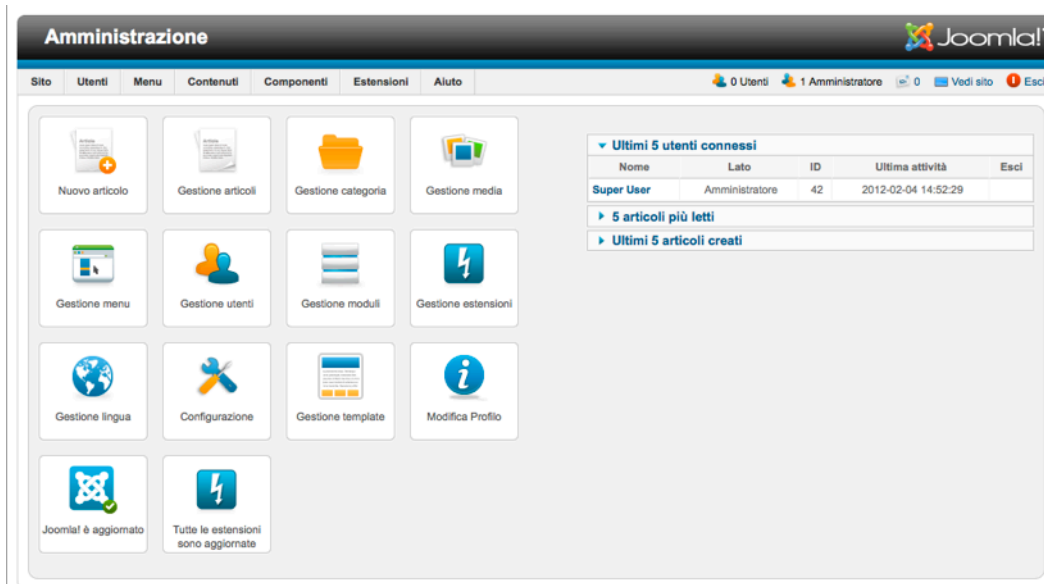 Amministrazione
Joomla!
Sito Utenti Menu Contenuti Componenti Estensioni Aiuto 0 Utenti 1 Amministratore 0 Vedi sito Esci
Nuovo articolo Gestione articoli Gestione categoria Gestione media
Gestione menu Gestione utenti Gestione moduli Gestione estensioni
Gestione lingua Configurazione Gestione template Modifica Profilo
Joomla! è aggiornato Tutte le estensioni
sono aggiornate
Ultimi 5 utenti connessi
Nome Lato ID Ultima attività Esci
Super User Amministratore 42 2012-02-04 14:52:29
5 articoli più letti
Ultimi 5 articoli creati